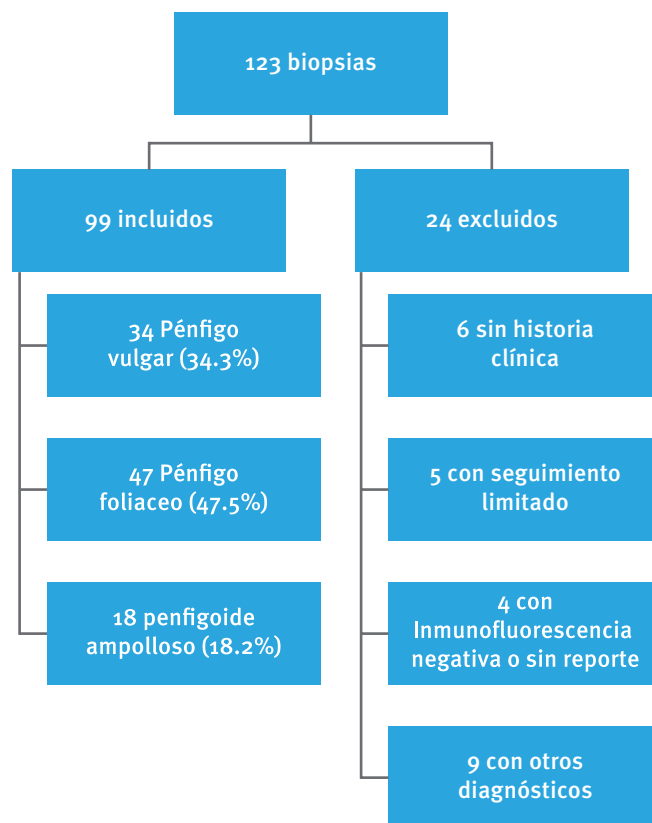 123 biopsias
99 incluidos
34 Pénfigo
vulgar (34.3%)
47 Pénfigo
foliaceo (47.5%)
18 penfigoide
ampolloso (18.2%)
24 excluidos
6 sin historia
clínica
5 con seguimiento
limitado
4 con
Inmunofluorescencia
negativa o sin reporte
9 con otros
diagnósticos